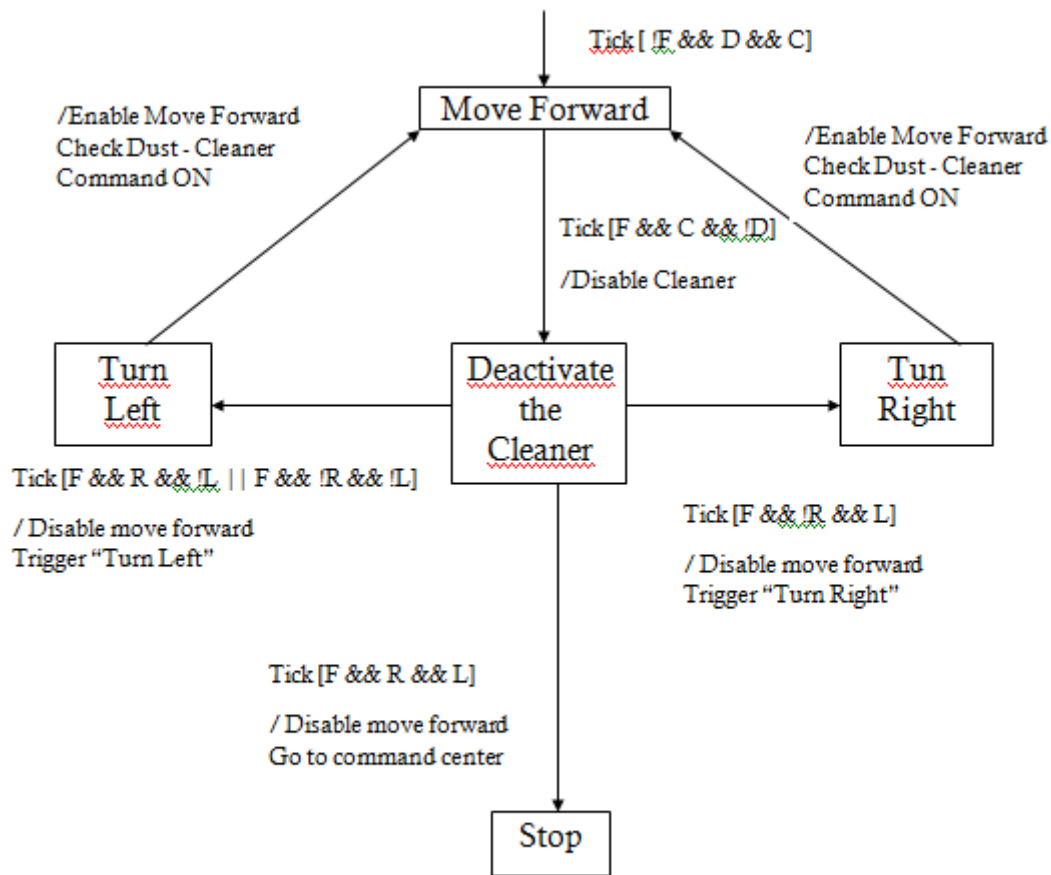 Tick [ !F && D && C]
Move Forward
/Enable Move Forward
Check Dust - Cleaner
Command ON
/Enable Move Forward
Check Dust - Cleaner
Command ON
Tick [F && C && !D]
/Disable Cleaner
Turn
Left
Deactivate
the
Cleaner
Tun
Right
Tick [F && R && !L || F && !R && !L]
/ Disable move forward
Trigger “Turn Left”
Tick [F && !R && L]
/ Disable move forward
Trigger “Turn Right”
Tick [F && R && L]
/ Disable move forward
Go to command center
Stop